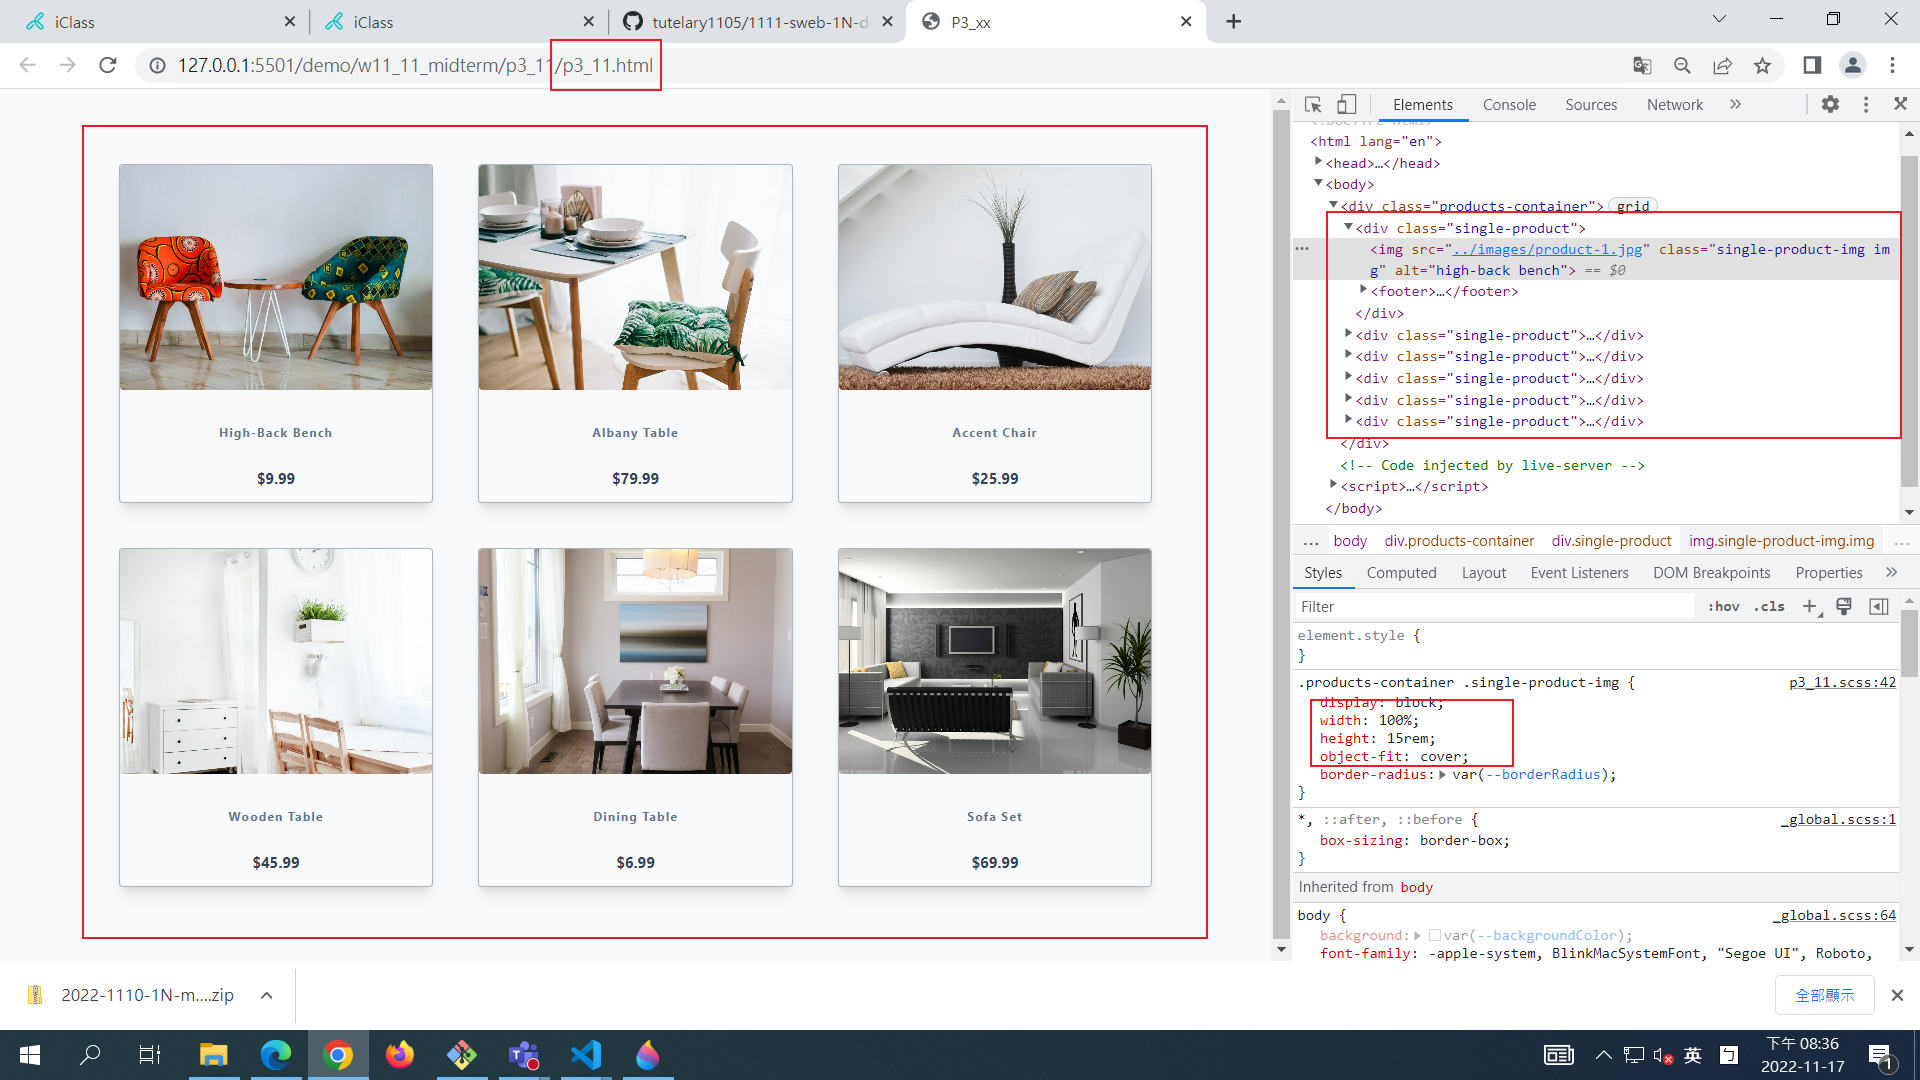 iClass
iClass
tutelary1105/1111-sweb-1N-d
P3_xx
127.0.0.1:5501/demo/w11_11_midterm/p3_11/p3_11.html
High-Back Bench
$9.99
Albany Table
$79.99
Accent Chair
$25.99
Wooden Table
$45.99
Dining Table
$6.99
Sofa Set
$69.99
Elements
Console
Sources
Network
»
<!DOCTYPE html>
<html lang="en">
<head>…</head>
<body>
<div class="products-container"> grid
<div class="single-product">
<img src="../images/product-1.jpg" class="single-product-img im
g" alt="high-back bench"> == $0
<footer>…</footer>
</div>
<div class="single-product">…</div>
<div class="single-product">…</div>
<div class="single-product">…</div>
<div class="single-product">…</div>
<div class="single-product">…</div>
</div>
<!-- Code injected by live-server -->
<script>…</script>
</body>
… body div.products-container div.single-product img.single-product-img.img …
Styles Computed Layout Event Listeners DOM Breakpoints Properties »
Filter
:hov .cls
element.style {
}
.products-container .single-product-img { p3_11.scss:42
display: block;
width: 100%;
height: 15rem;
object-fit: cover;
border-radius: var(--borderRadius);
}
*, ::after, ::before { _global.scss:1
box-sizing: border-box;
}
Inherited from body
body { _global.scss:64
background: var(--backgroundColor);
font-family: -apple-system, BlinkMacSystemFont, "Segoe UI", Roboto,
2022-1110-1N-m....zip
全部顯示
英
ㄅ
下午 08:36
2022-11-17
1